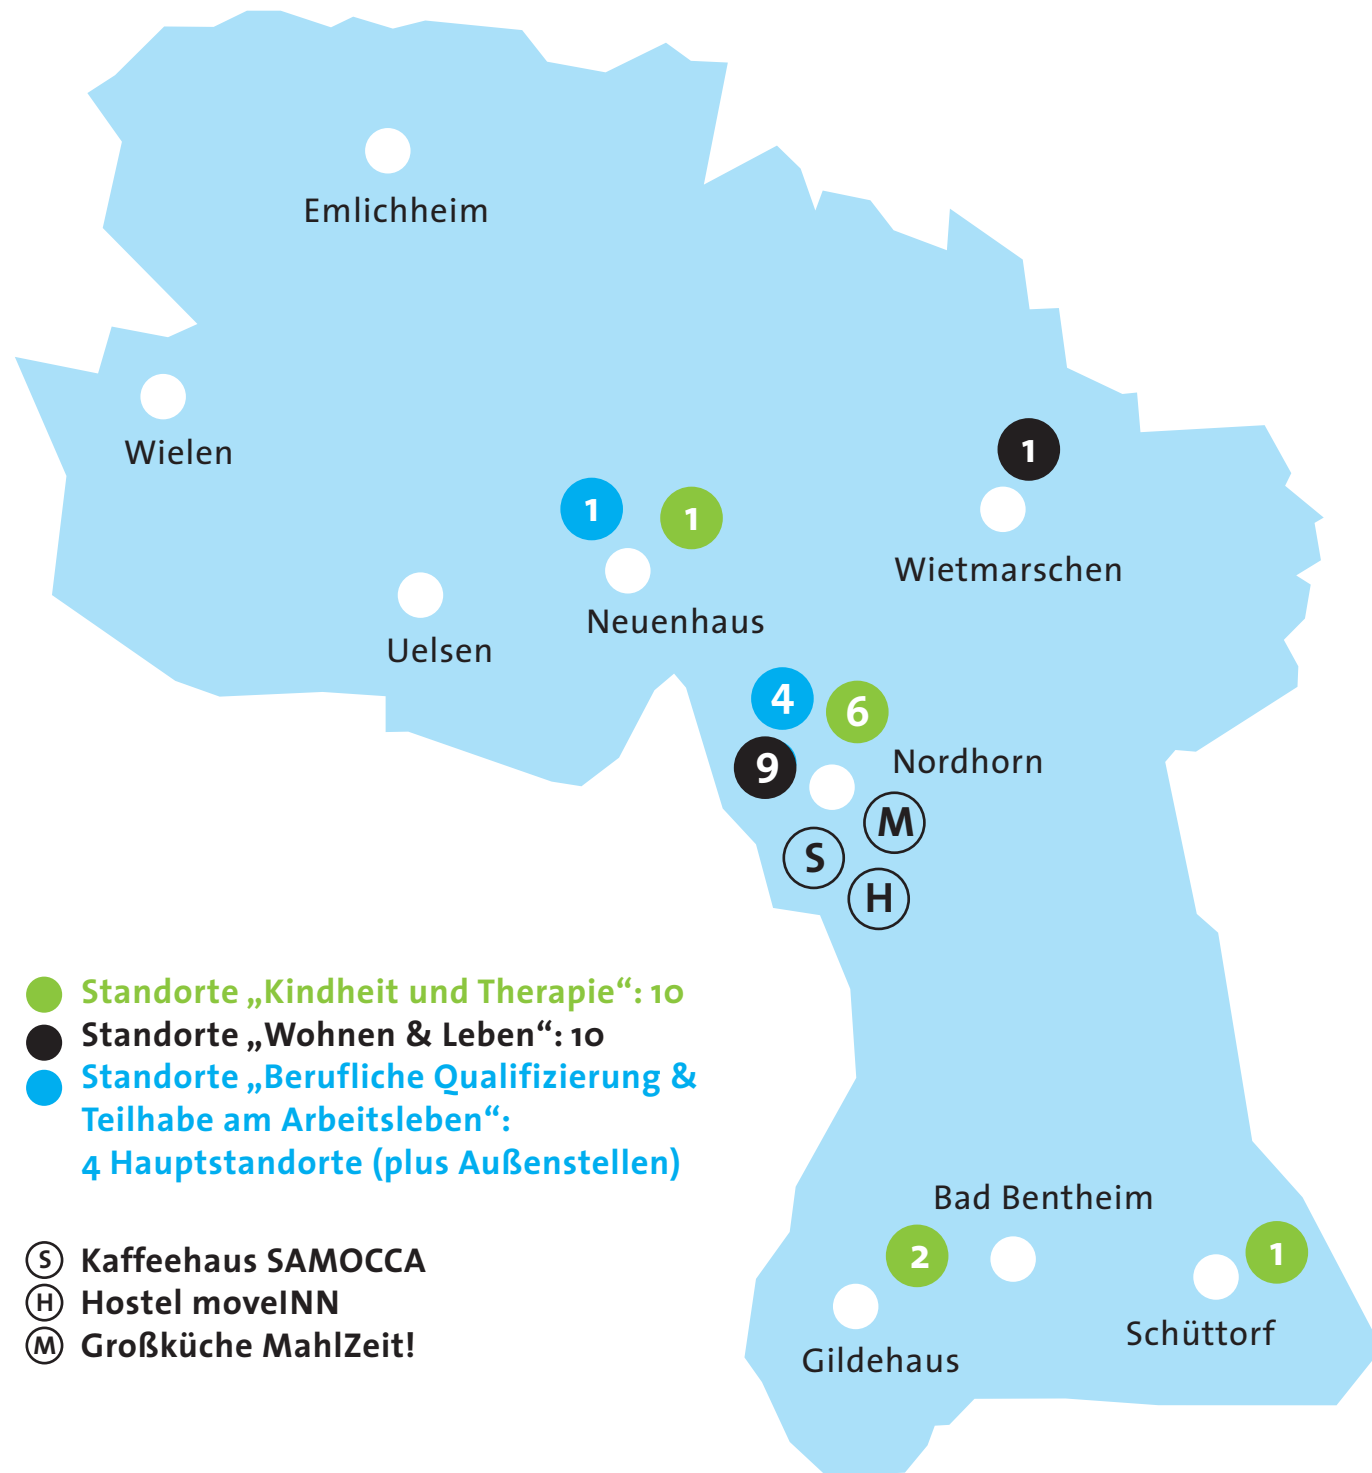 Emlichheim
Wielen
1
Wietmarschen
1
1
Neuenhaus
Uelsen
4
6
9
Nordhorn
M
S
H
Standorte „Kindheit und Therapie“: 10
Standorte „Wohnen & Leben“: 10
Standorte „Berufliche Qualifizierung &
Teilhabe am Arbeitsleben“:
4 Hauptstandorte (plus Außenstellen)
S Kaffeehaus SAMOCCA
H Hostel moveINN
M Großküche MahlZeit!
Bad Bentheim
2
1
Schüttorf
Gildehaus